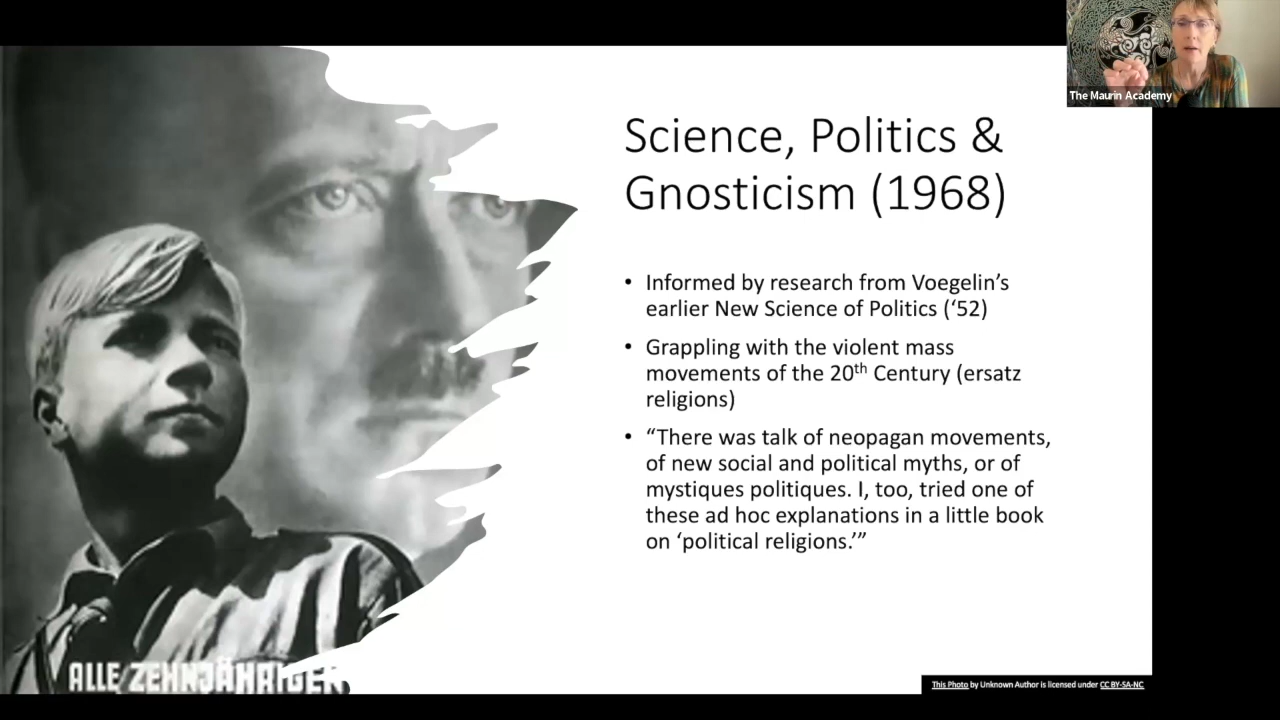 The Maurin Academy
Science, Politics &
Gnosticism (1968)
• Informed by research from Voegelin’s
earlier New Science of Politics (‘52)
• Grappling with the violent mass
movements of the 20th Century (ersatz
religions)
• “There was talk of neopagan movements,
of new social and political myths, or of
mystiques politiques. I, too, tried one of
these ad hoc explanations in a little book
on ‘political religions.’”
ALLE ZEHNJÄHRIGEN
This Photo by Unknown Author is licensed under CC BY-SA-NC